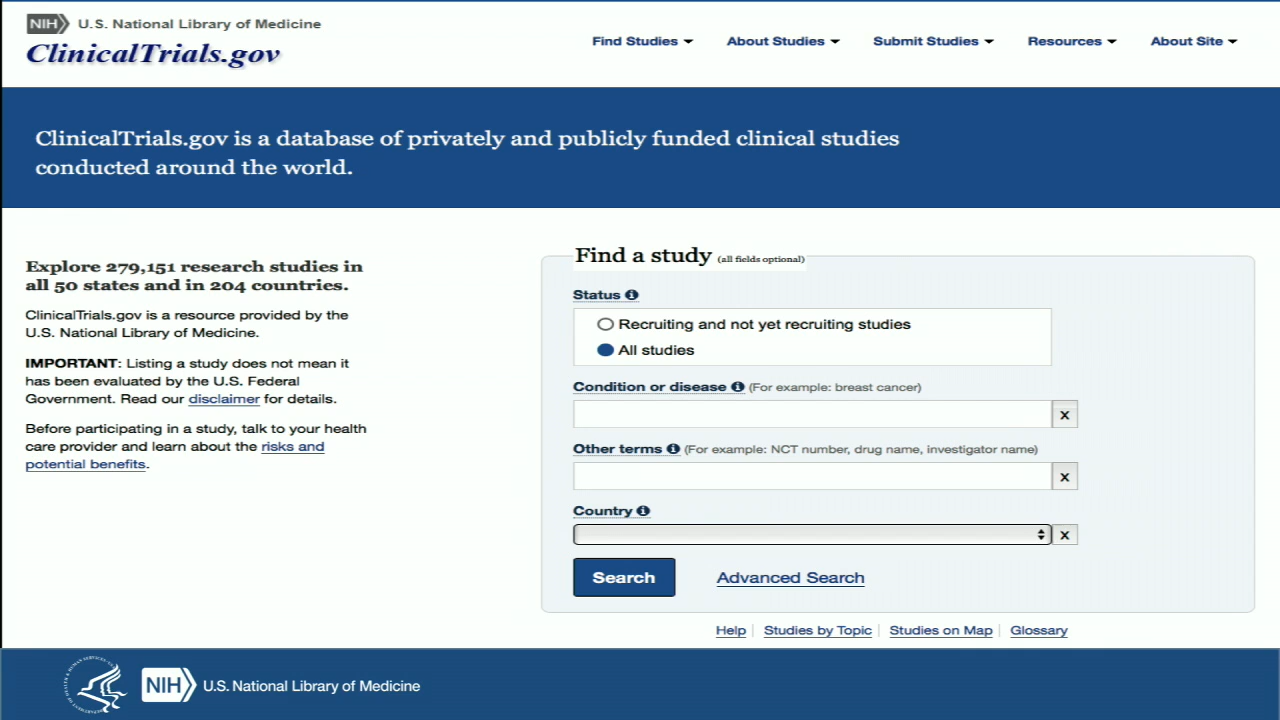 NIH U.S. National Library of Medicine
ClinicalTrials.gov
Find Studies
About Studies
Submit Studies
Resources
About Site
ClinicalTrials.gov is a database of privately and publicly funded clinical studies
conducted around the world.
Explore 279,151 research studies in
all 50 states and in 204 countries.
ClinicalTrials.gov is a resource provided by the
U.S. National Library of Medicine.
IMPORTANT: Listing a study does not mean it
has been evaluated by the U.S. Federal
Government. Read our disclaimer for details.
Before participating in a study, talk to your health
care provider and learn about the risks and
potential benefits.
Find a study (all fields optional)
Status
Recruiting and not yet recruiting studies
All studies
Condition or disease (For example: breast cancer)
x
Other terms (For example: NCT number, drug name, investigator name)
x
Country
x
Search
Advanced Search
Help
Studies by Topic
Studies on Map
Glossary
NIH U.S. National Library of Medicine